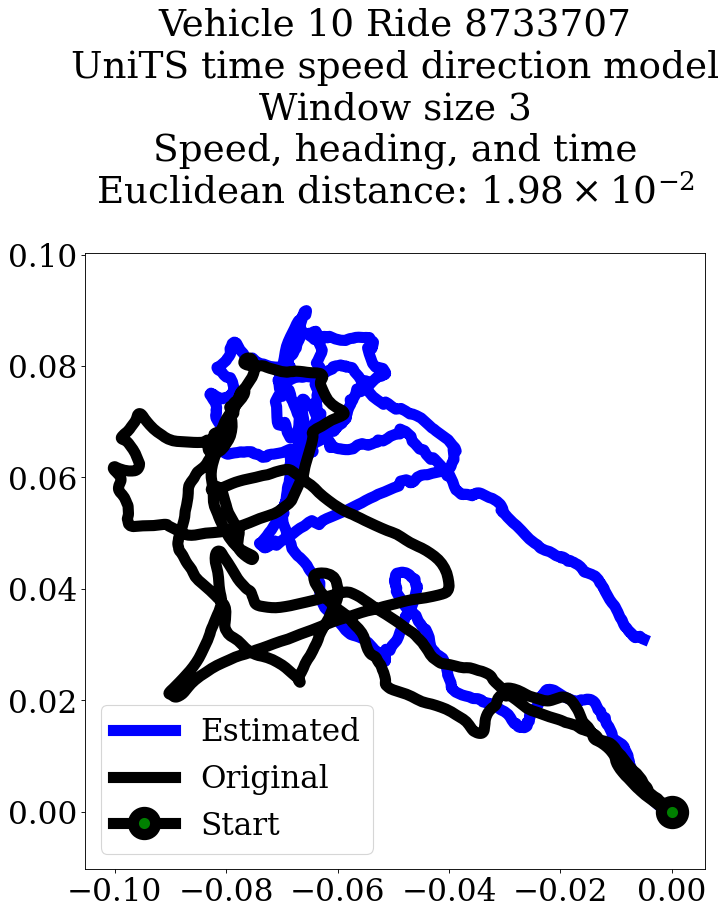 Vehicle 10 Ride 8733707
UniTS time speed direction model
Window size 3
Speed, heading, and time
Euclidean distance: 1.98 × 10⁻²
0.10
0.08
0.06
0.04
0.02
0.00
Estimated
Original
Start
−0.10 −0.08 −0.06 −0.04 −0.02 0.00